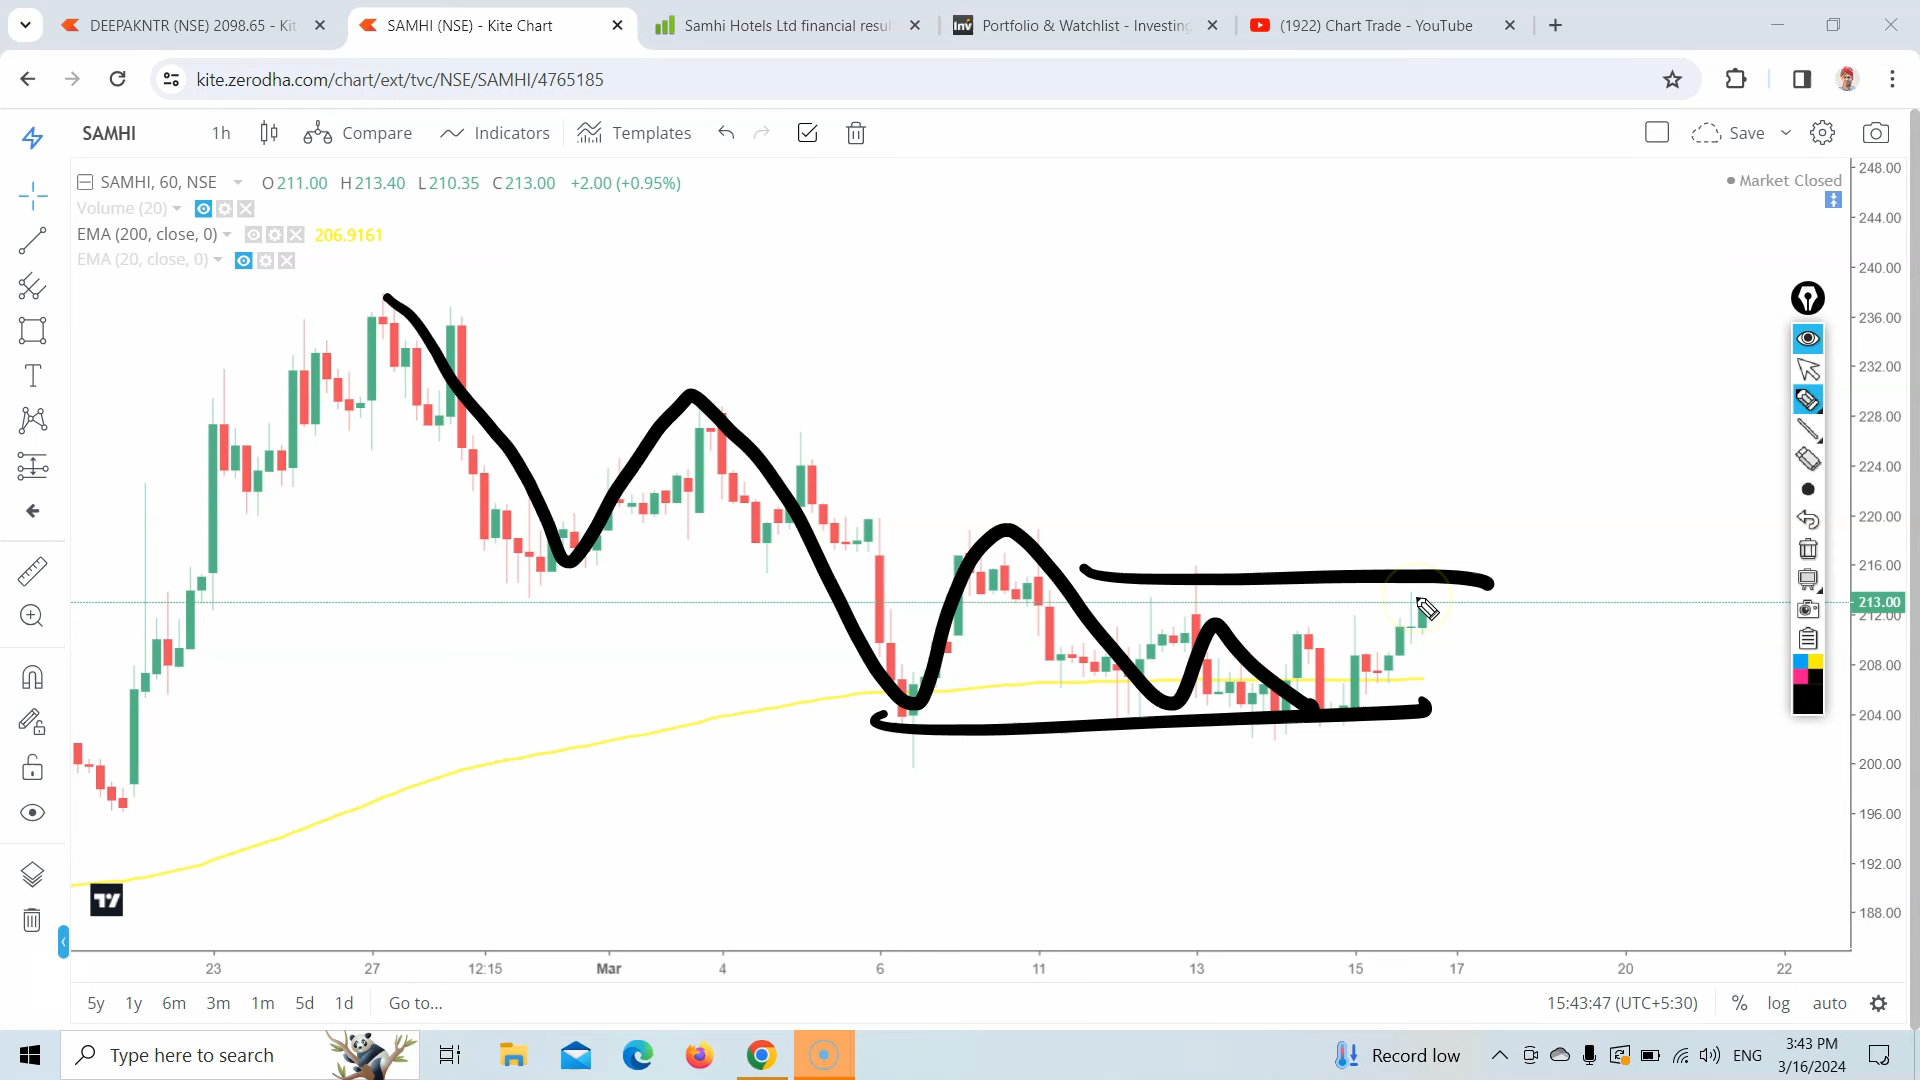 DEEPAKNTR (NSE) 2098.65 - Kit
SAMHI (NSE) - Kite Chart
Samhi Hotels Ltd financial resul
Inv Portfolio & Watchlist - Investing
(1922) Chart Trade - YouTube
kite.zerodha.com/chart/ext/tvc/NSE/SAMHI/4765185
SAMHI 1h Compare Indicators Templates Save
SAMHI, 60, NSE O211.00 H213.40 L210.35 C213.00 +2.00 (+0.95%)
Market Closed
Volume (20)
EMA (200, close, 0) 206.9161
EMA (20, close, 0)
248.00
244.00
240.00
236.00
232.00
228.00
224.00
220.00
216.00
213.00
212.00
208.00
204.00
200.00
196.00
192.00
188.00
23 27 12:15 Mar 4 6 11 13 15 17 20 22
5y 1y 6m 3m 1m 5d 1d Go to...
15:43:47 (UTC+5:30) % log auto
Type here to search
Record low
ENG
3:43 PM
3/16/2024